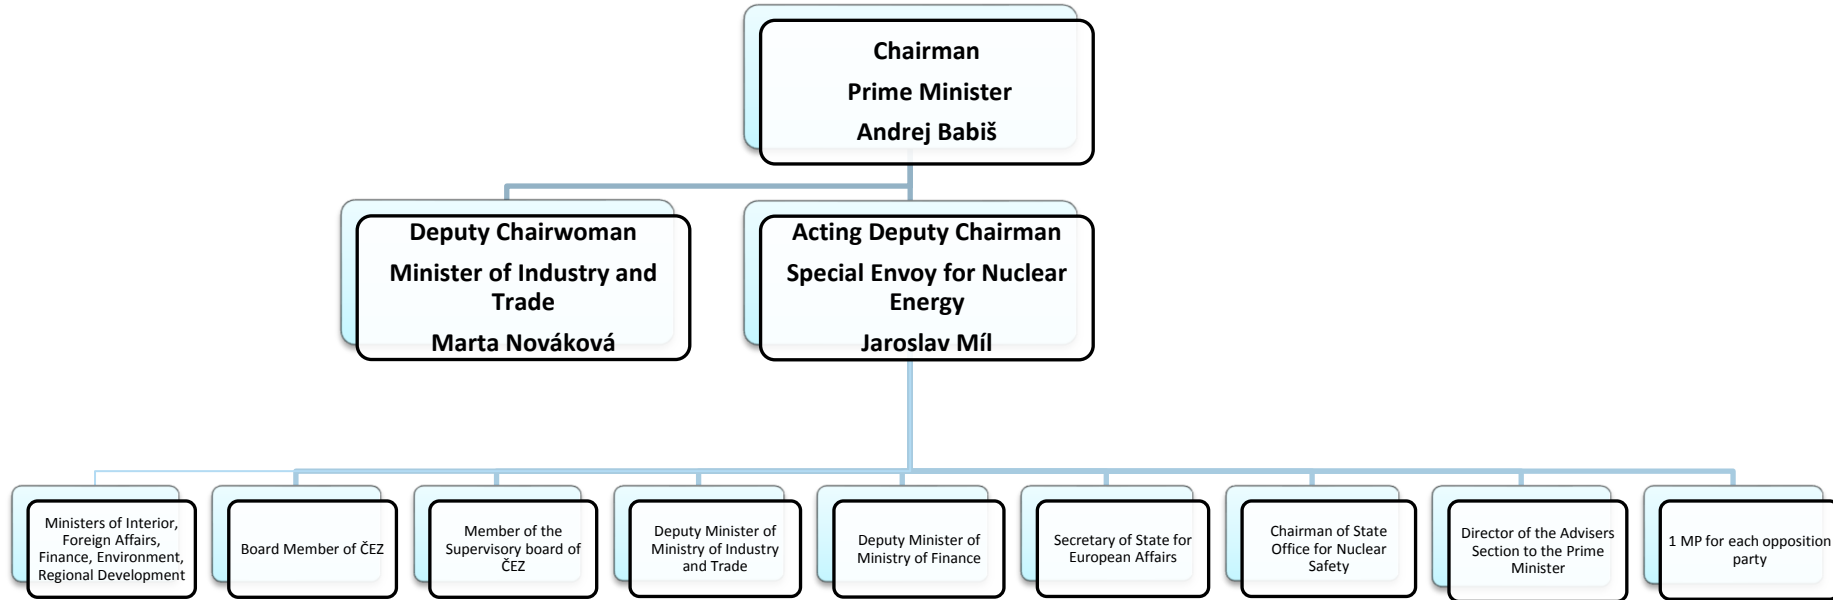 Chairman
Prime Minister
Andrej Babiš
Deputy Chairwoman
Minister of Industry and
Trade
Marta Nováková
Acting Deputy Chairman
Special Envoy for Nuclear
Energy
Jaroslav Míl
Ministers of Interior,
Foreign Affairs,
Finance, Environment,
Regional Development
Board Member of ČEZ
Member of the
Supervisory board of
ČEZ
Deputy Minister of
Ministry of Industry
and Trade
Deputy Minister of
Ministry of Finance
Secretary of State for
European Affairs
Chairman of State
Office for Nuclear
Safety
Director of the Advisers
Section to the Prime
Minister
1 MP for each opposition
party